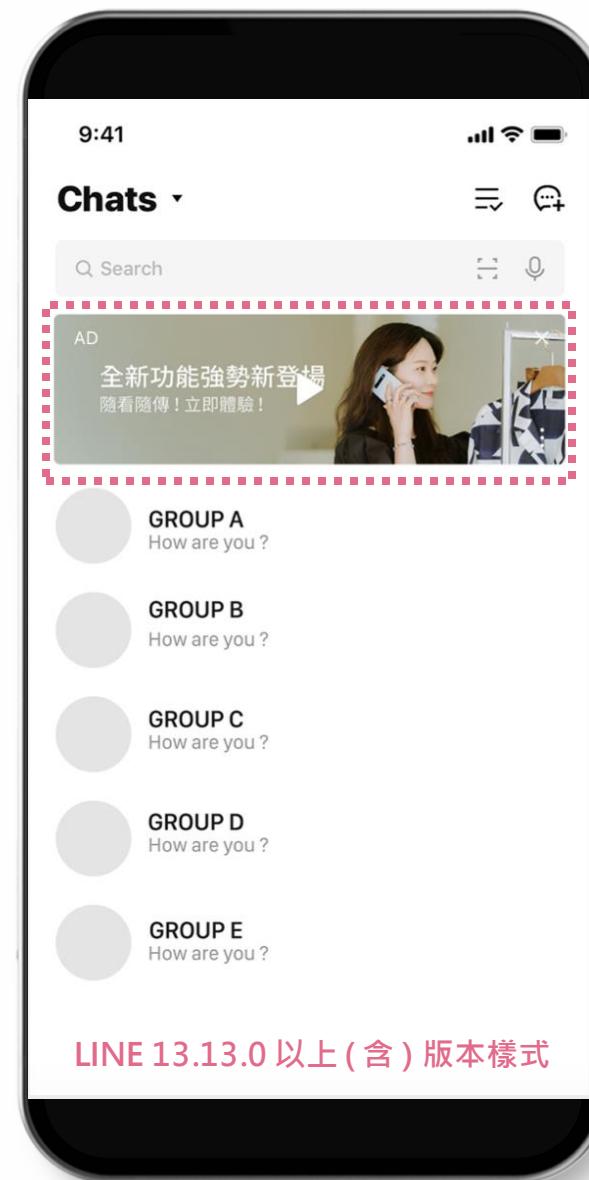 9:41
Chats
Search
AD
全新功能強勢新登場
隨看隨傳！立即體驗！
GROUP A
How are you ?
GROUP B
How are you ?
GROUP C
How are you ?
GROUP D
How are you ?
GROUP E
How are you ?
LINE 13.13.0 以上 ( 含 ) 版本樣式